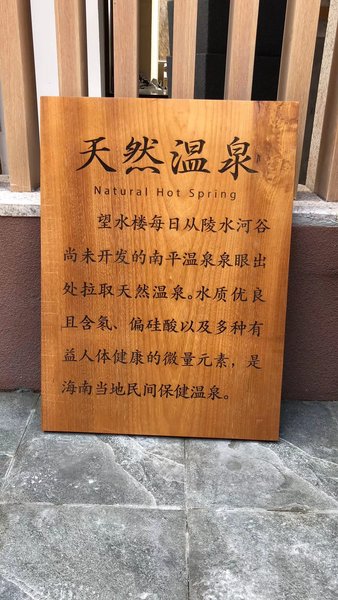 天然温泉
Natural Hot Spring
望水楼每日从陵水河谷
尚未开发的南平温泉泉眼出
处拉取天然温泉。水质优良
且含氡、偏硅酸以及多种有
益人体健康的微量元素，是
海南当地民间保健温泉。